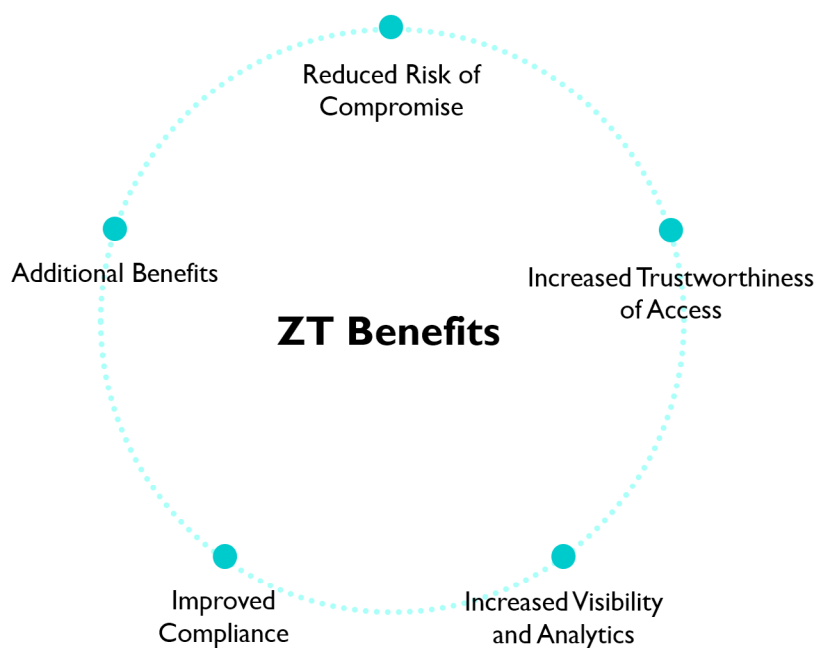 Reduced Risk of
Compromise
Additional Benefits
Increased Trustworthiness
of Access
ZT Benefits
Improved
Compliance
Increased Visibility
and Analytics